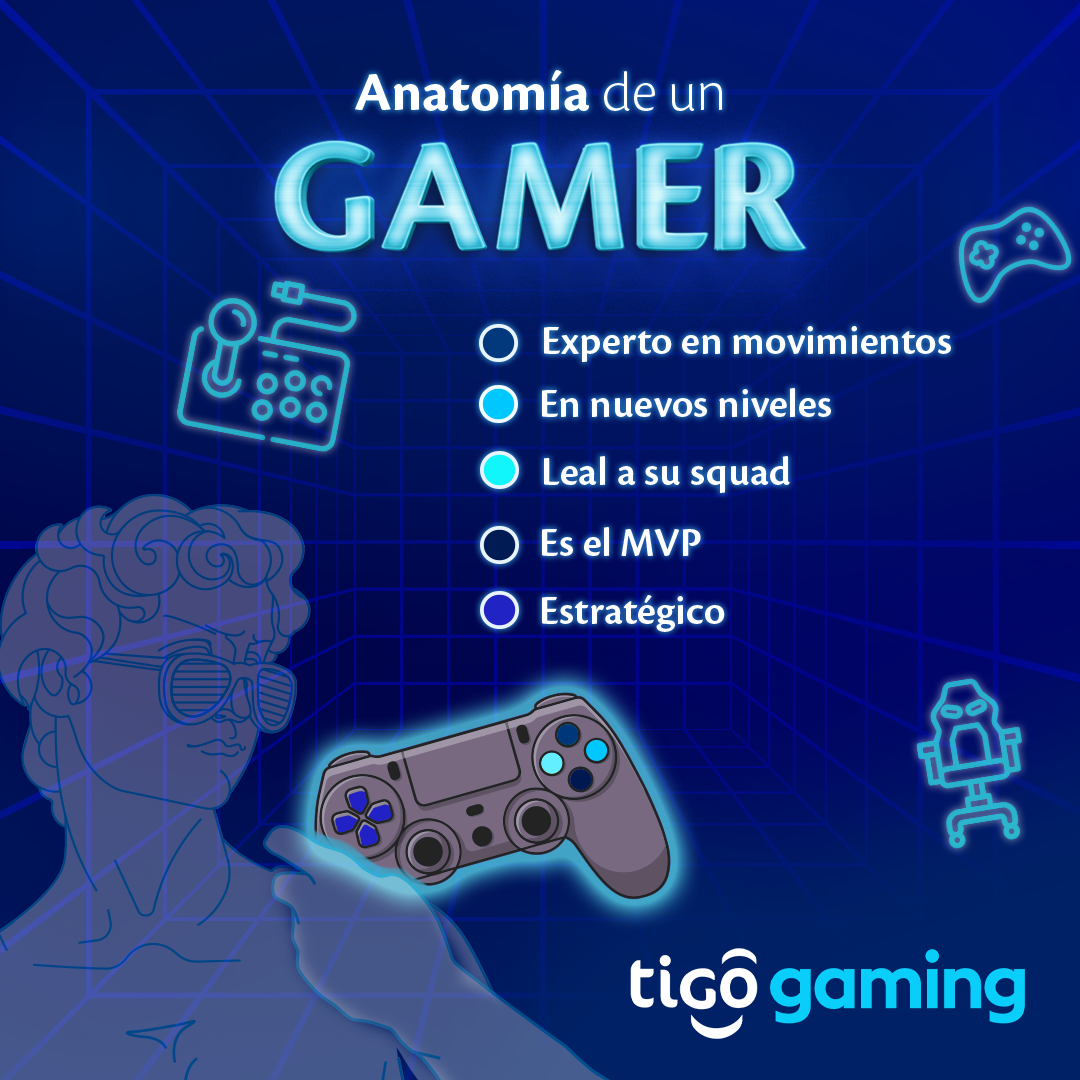 Anatomía de un
GAMER
Experto en movimientos
En nuevos niveles
Leal a su squad
Es el MVP
Estratégico
tigo gaming